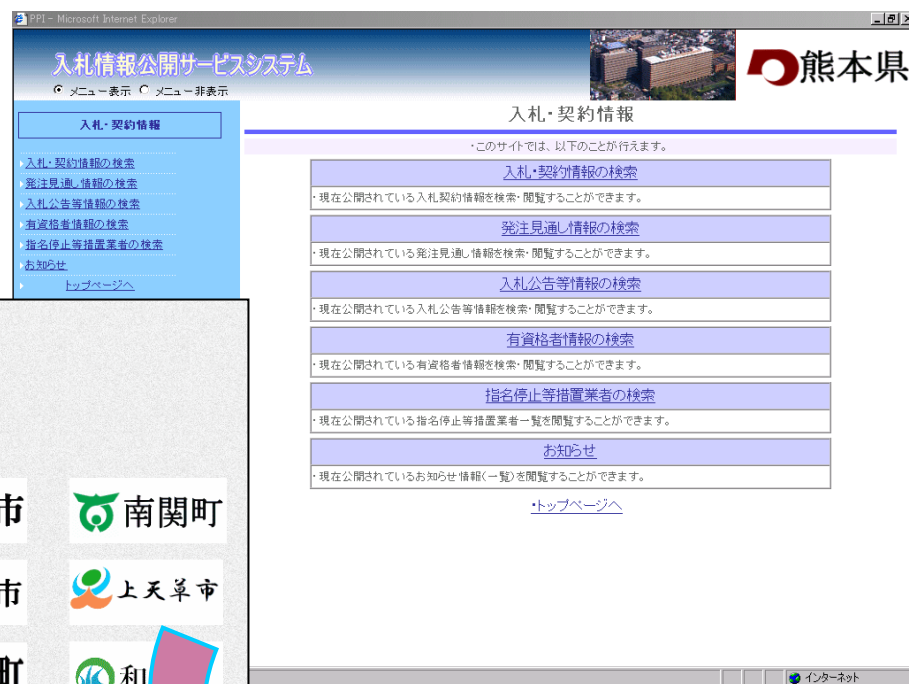 PPI - Microsoft Internet Explorer
入札情報公開サービスシステム
メニュー表示 メニュー非表示
熊本県
入札・契約情報
入札・契約情報の検索
発注見通し情報の検索
入札公告等情報の検索
有資格者情報の検索
指名停止等措置業者の検索
お知らせ
トップページへ
入札・契約情報
・このサイトでは、以下のことが行えます。
入札・契約情報の検索
・現在公開されている入札契約情報を検索・閲覧することができます。
発注見通し情報の検索
・現在公開されている発注見通し情報を検索・閲覧することができます。
入札公告等情報の検索
・現在公開されている入札公告等情報を検索・閲覧することができます。
有資格者情報の検索
・現在公開されている有資格者情報を検索・閲覧することができます。
指名停止等措置業者の検索
・現在公開されている指名停止等措置業者一覧を閲覧することができます。
お知らせ
・現在公開されているお知らせ情報(一覧)を閲覧することができます。
・トップページへ
市 南関町
市 上天草市
町 和
インターネット